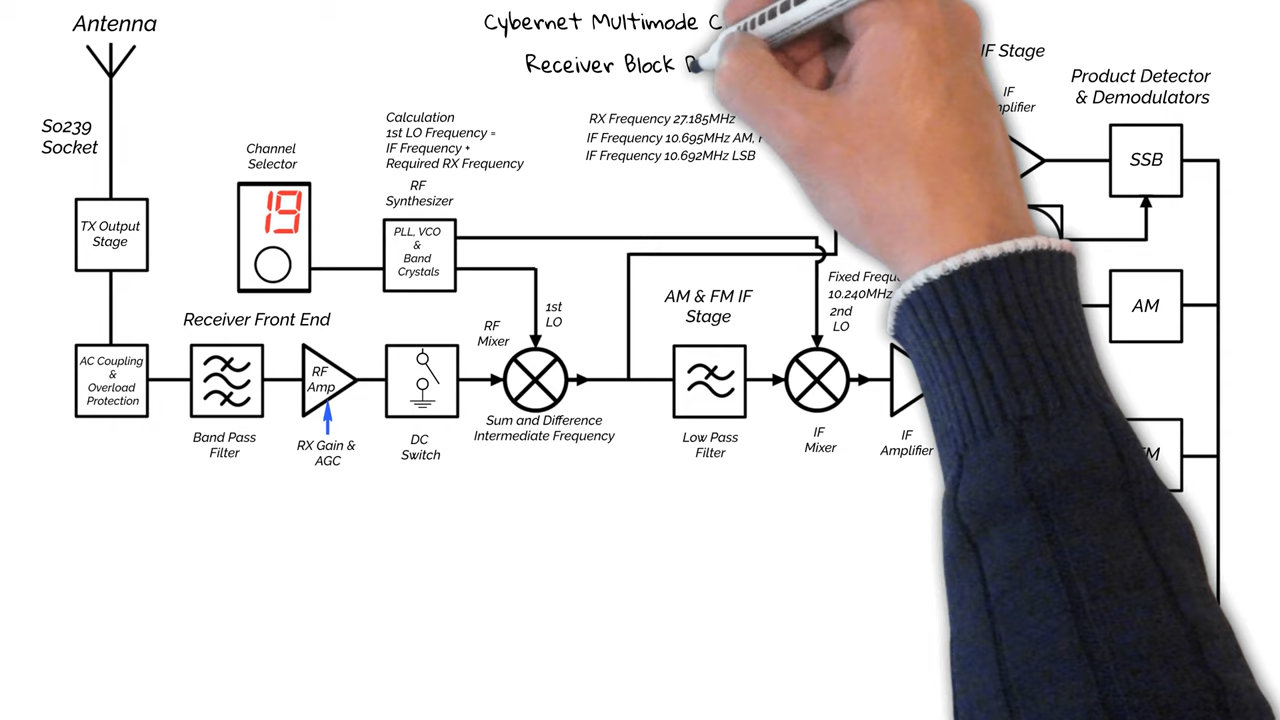 Cybernet Multimode
Receiver Block
Antenna
So239
Socket
TX Output
Stage
AC Coupling
&
Overload
Protection
Channel
Selector
19
Calculation
1st LO Frequency =
IF Frequency +
Required RX Frequency
RF
Synthesizer
PLL, VCO
&
Band
Crystals
RX Frequency 27.185MHz
IF Frequency 10.695MHz AM,
IF Frequency 10.692MHz LSB
IF Stage
IF
Product Detector
& Demodulators
SSB
AM
Receiver Front End
Band Pass
Filter
RF
Amp
RX Gain &
AGC
DC
Switch
RF
Mixer
1st
LO
Sum and Difference
Intermediate Frequency
AM & FM IF
Stage
Low Pass
Filter
Fixed
10.240MHz
2nd
LO
IF
Mixer
IF
Amplifier